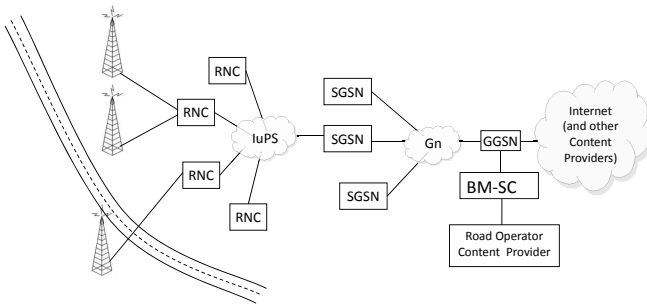 RNC
RNC
RNC
RNC
IuPS
SGSN
SGSN
SGSN
Gn
GGSN
BM-SC
Road Operator
Content Provider
Internet
(and other
Content
Providers)